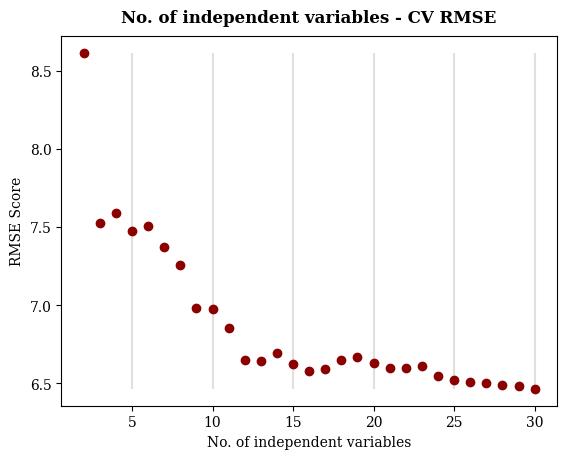 No. of independent variables - CV RMSE
8.5
8.0
7.5
7.0
6.5
RMSE Score
5 10 15 20 25 30
No. of independent variables